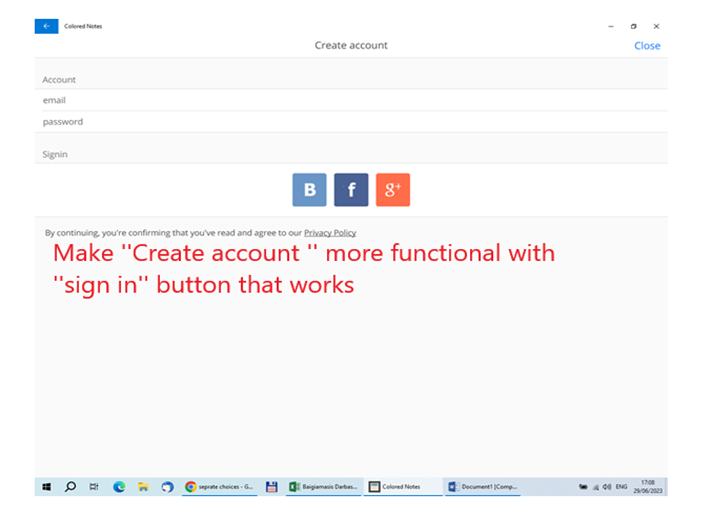 Colored Notes
Create account
Close
Account
email
password
Signin
B f g+
By continuing, you're confirming that you've read and agree to our Privacy Policy
Make ''Create account '' more functional with
''sign in'' button that works
seprate choices - G...
Baigiamasis Darbas...
Colored Notes
Document1 [Comp...
ENG
17:08
29/06/2023